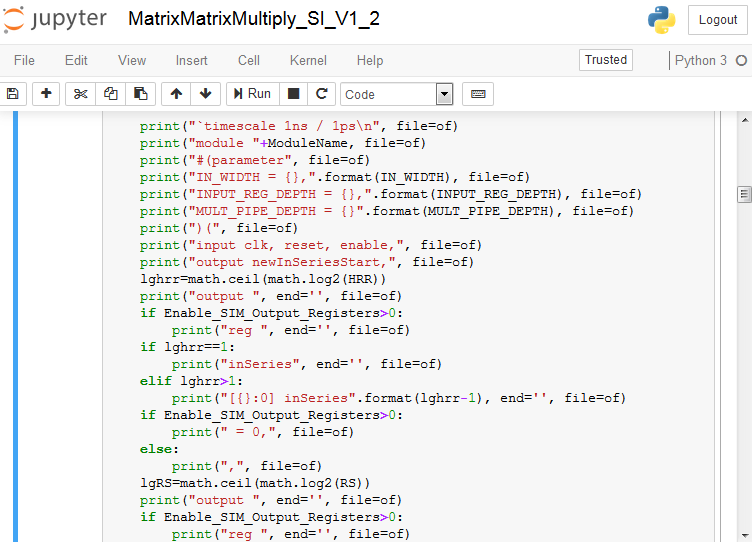 jupyter MatrixMatrixMultiply_SI_V1_2 Logout
File Edit View Insert Cell Kernel Help Trusted Python 3
Run Code
print("`timescale 1ns / 1ps\n", file=of)
print("module "+ModuleName, file=of)
print("#(parameter", file=of)
print("IN_WIDTH = {},".format(IN_WIDTH), file=of)
print("INPUT_REG_DEPTH = {},".format(INPUT_REG_DEPTH), file=of)
print("MULT_PIPE_DEPTH = {}".format(MULT_PIPE_DEPTH), file=of)
print(")(", file=of)
print("input clk, reset, enable,", file=of)
print("output newInSeriesStart,", file=of)
lghrr=math.ceil(math.log2(HRR))
print("output ", end='', file=of)
if Enable_SIM_Output_Registers>0:
    print("reg ", end='', file=of)
if lghrr==1:
    print("inSeries", end='', file=of)
elif lghrr>1:
    print("[{}:0] inSeries".format(lghrr-1), end='', file=of)
if Enable_SIM_Output_Registers>0:
    print(" = 0,", file=of)
else:
    print(",", file=of)
lgRS=math.ceil(math.log2(RS))
print("output ", end='', file=of)
if Enable_SIM_Output_Registers>0:
    print("reg ", end='', file=of)